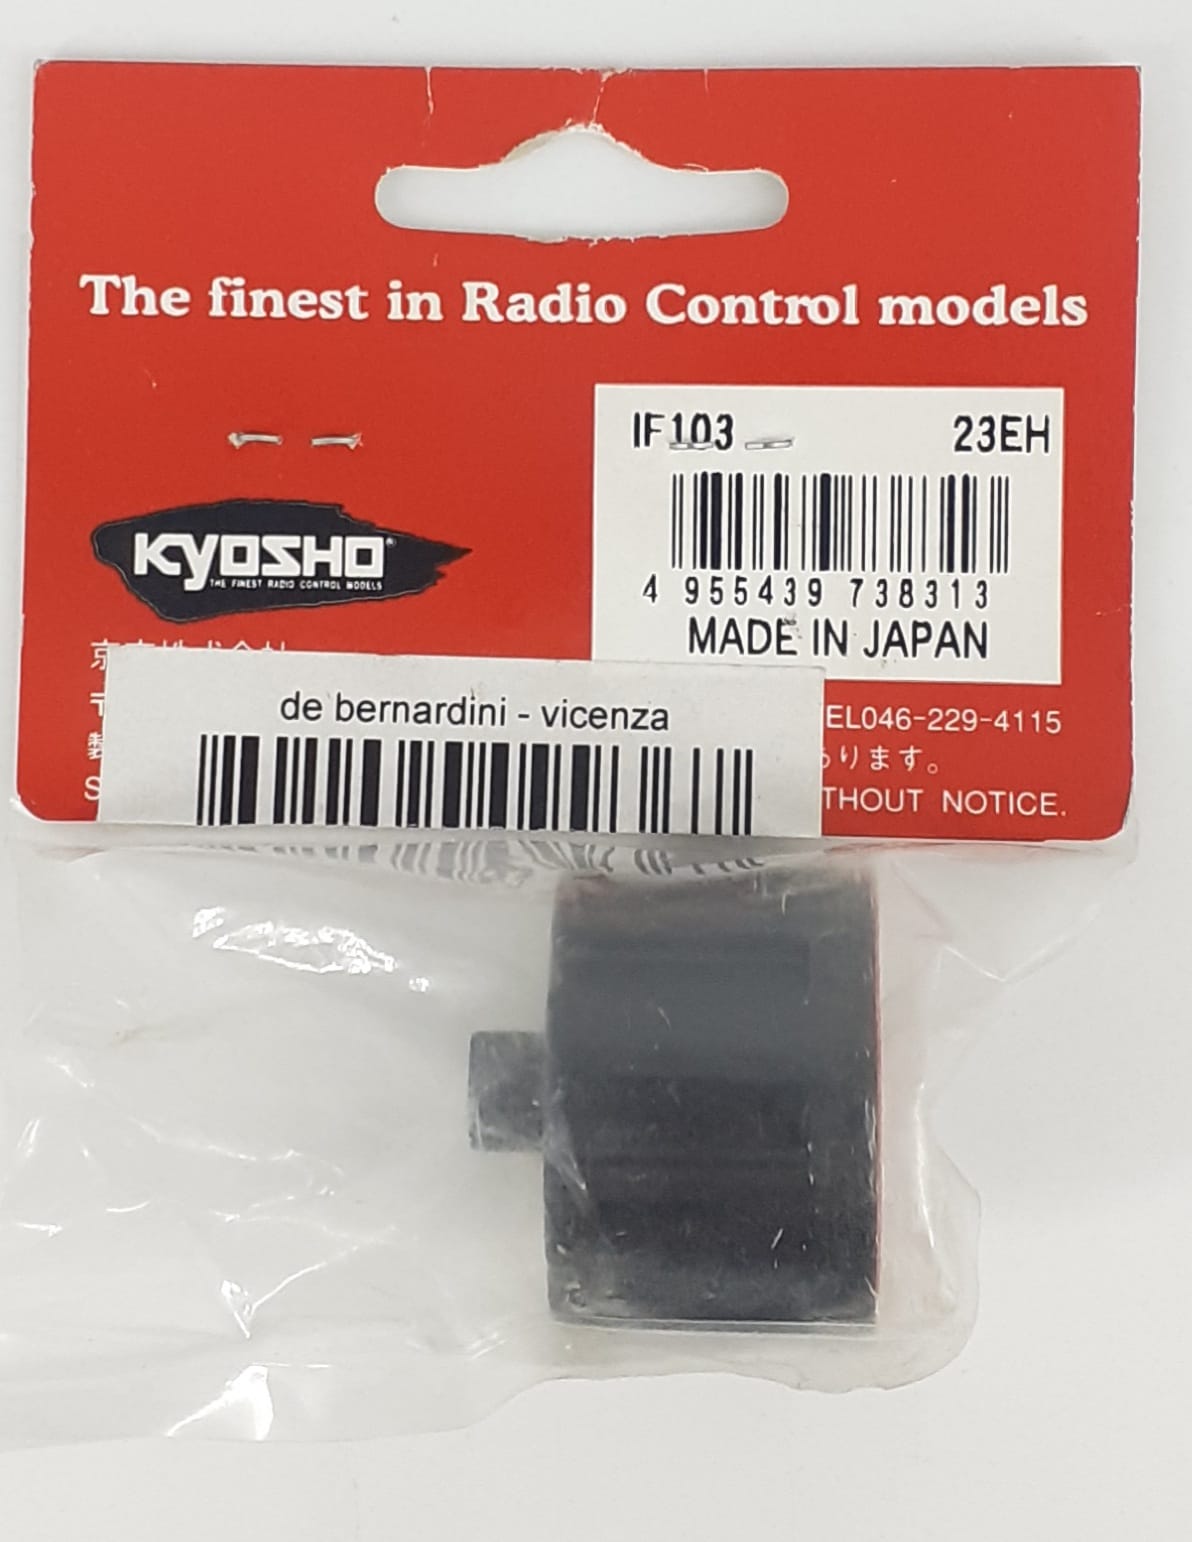 The finest in Radio Control models
IF103 23EH
KYOSHO
THE FINEST RADIO CONTROL MODELS
4 955439 738313
MADE IN JAPAN
de bernardini - vicenza
EL046-229-4115
ります。
THOUT NOTICE.